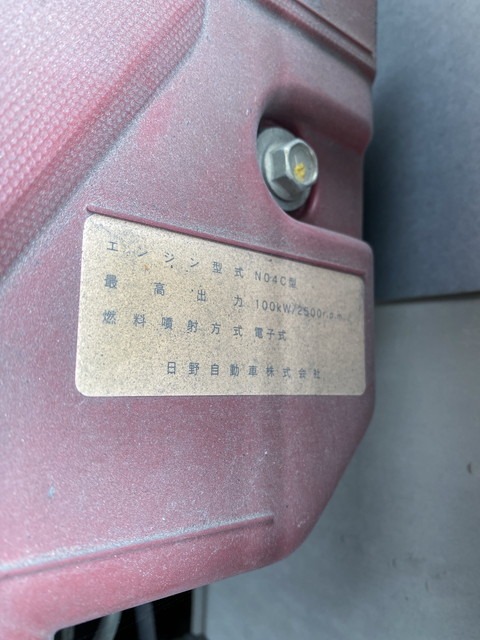 エンジン型式 N04C型
最高出力 100kW/2500r.p.m
燃料噴射方式 電子式
日野自動車株式会社